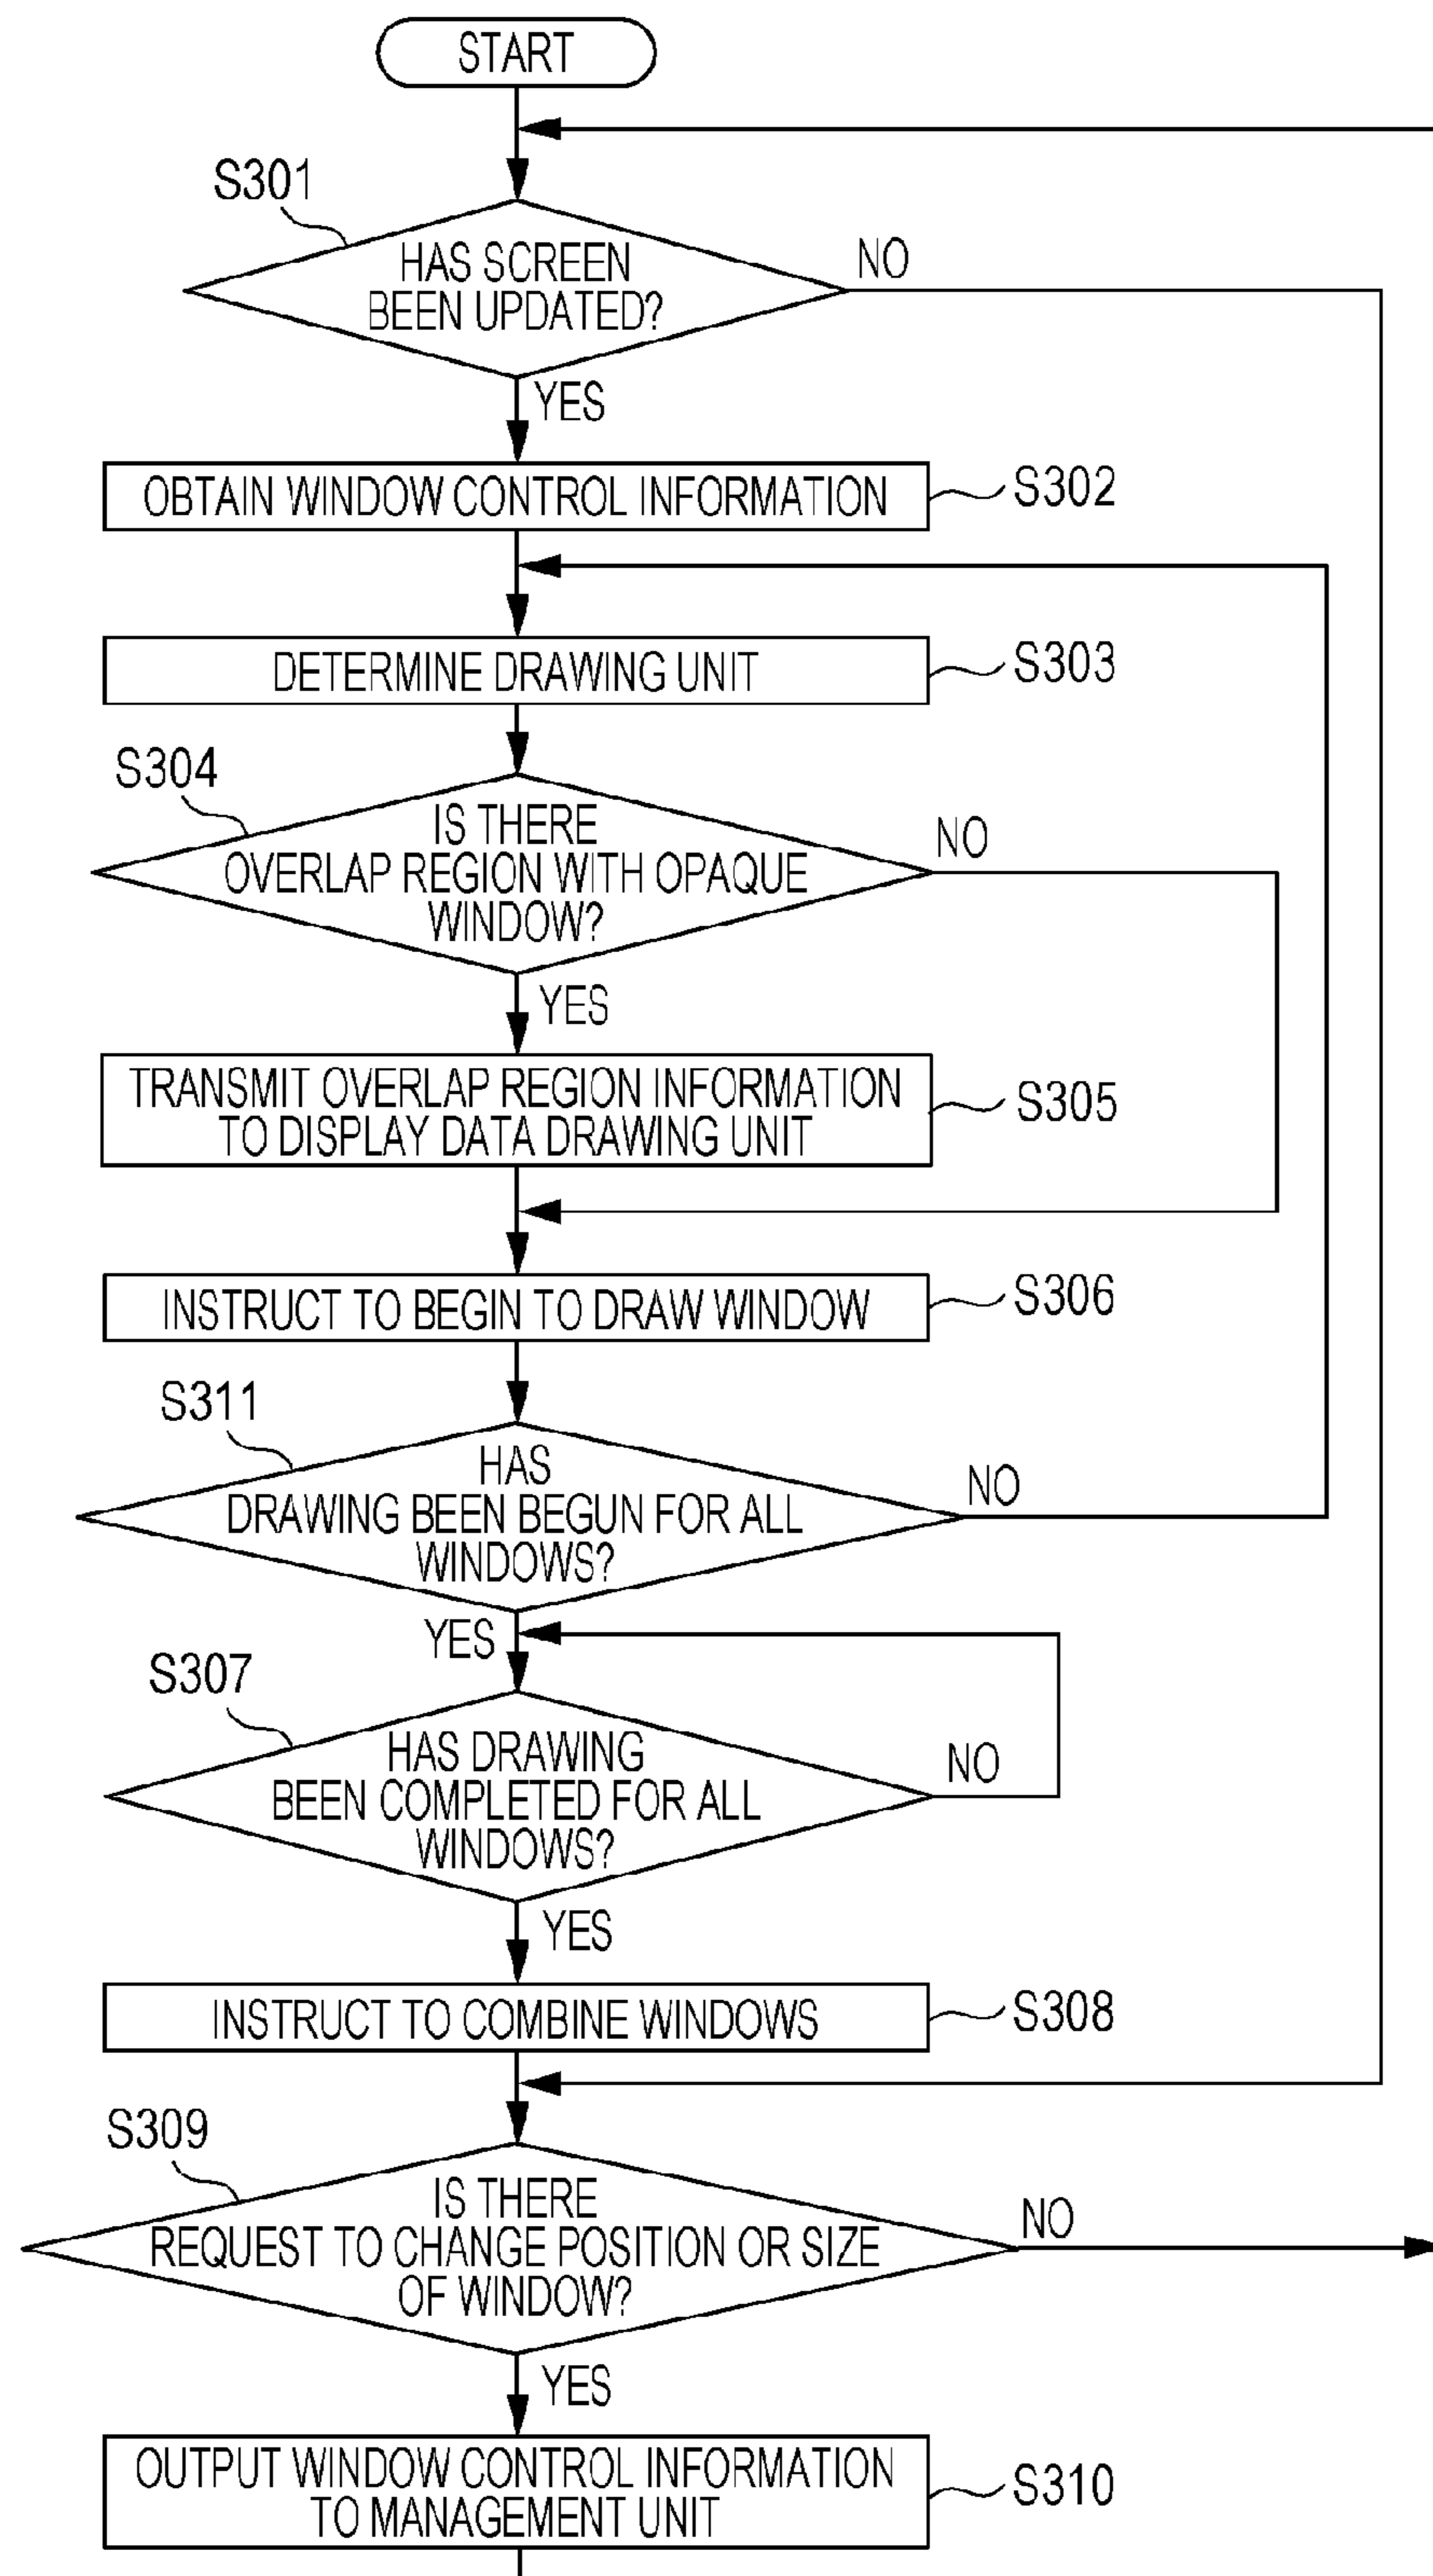 START
S301
HAS SCREEN
BEEN UPDATED?
NO
YES
OBTAIN WINDOW CONTROL INFORMATION
S302
DETERMINE DRAWING UNIT
S303
S304
IS THERE
OVERLAP REGION WITH OPAQUE
WINDOW?
NO
YES
TRANSMIT OVERLAP REGION INFORMATION
TO DISPLAY DATA DRAWING UNIT
S305
INSTRUCT TO BEGIN TO DRAW WINDOW
S306
S311
HAS
DRAWING BEEN BEGUN FOR ALL
WINDOWS?
NO
YES
S307
HAS DRAWING
BEEN COMPLETED FOR ALL
WINDOWS?
NO
YES
INSTRUCT TO COMBINE WINDOWS
S308
S309
IS THERE
REQUEST TO CHANGE POSITION OR SIZE
OF WINDOW?
NO
YES
OUTPUT WINDOW CONTROL INFORMATION
TO MANAGEMENT UNIT
S310